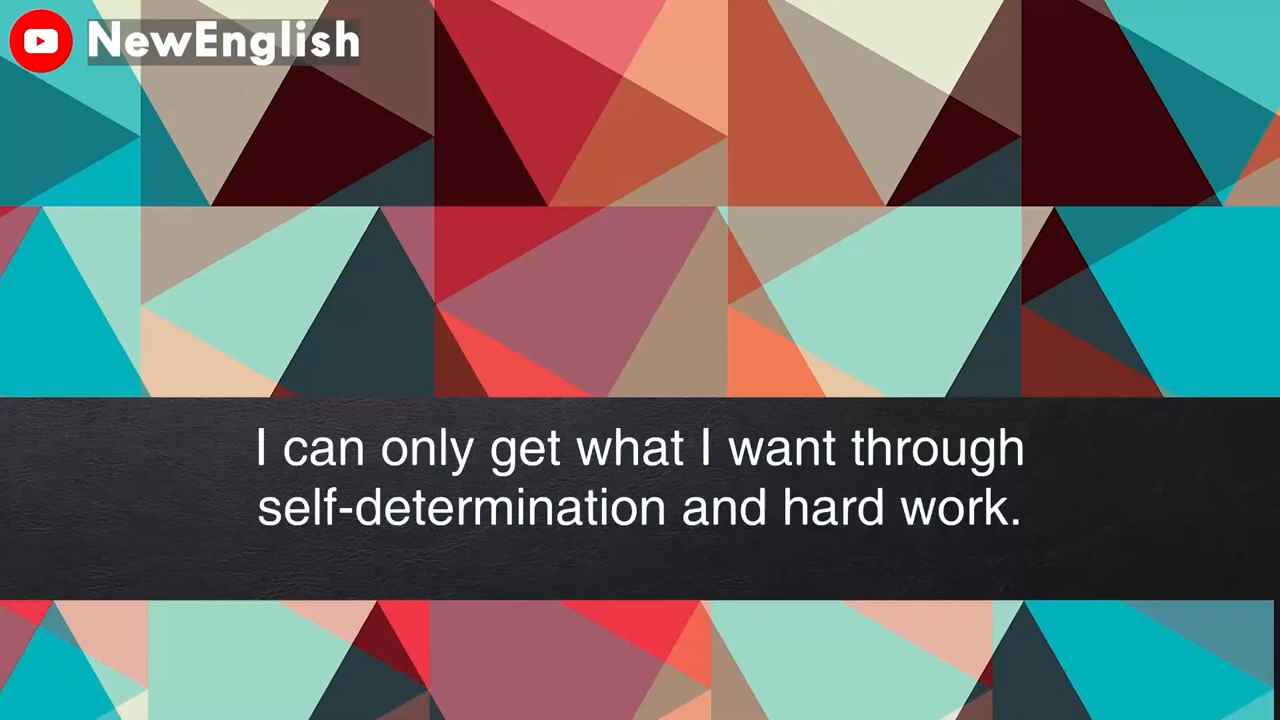 NewEnglish
I can only get what I want through
self-determination and hard work.